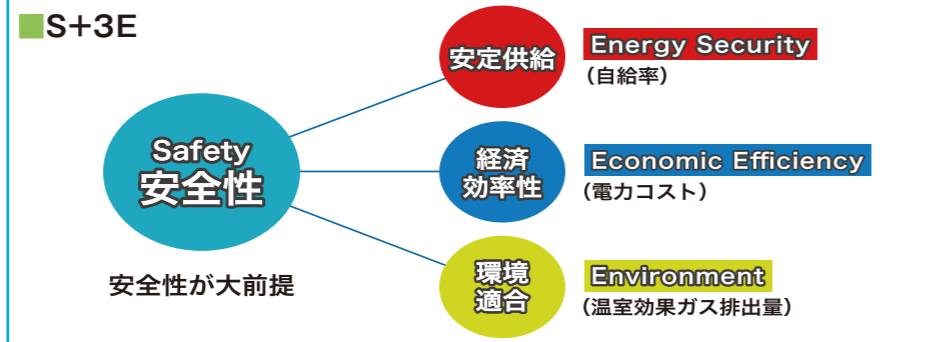 ■S+3E
Safety
安全性
安全性が大前提
安定供給
Energy Security
（自給率）
経済
効率性
Economic Efficiency
（電力コスト）
環境
適合
Environment
（温室効果ガス排出量）